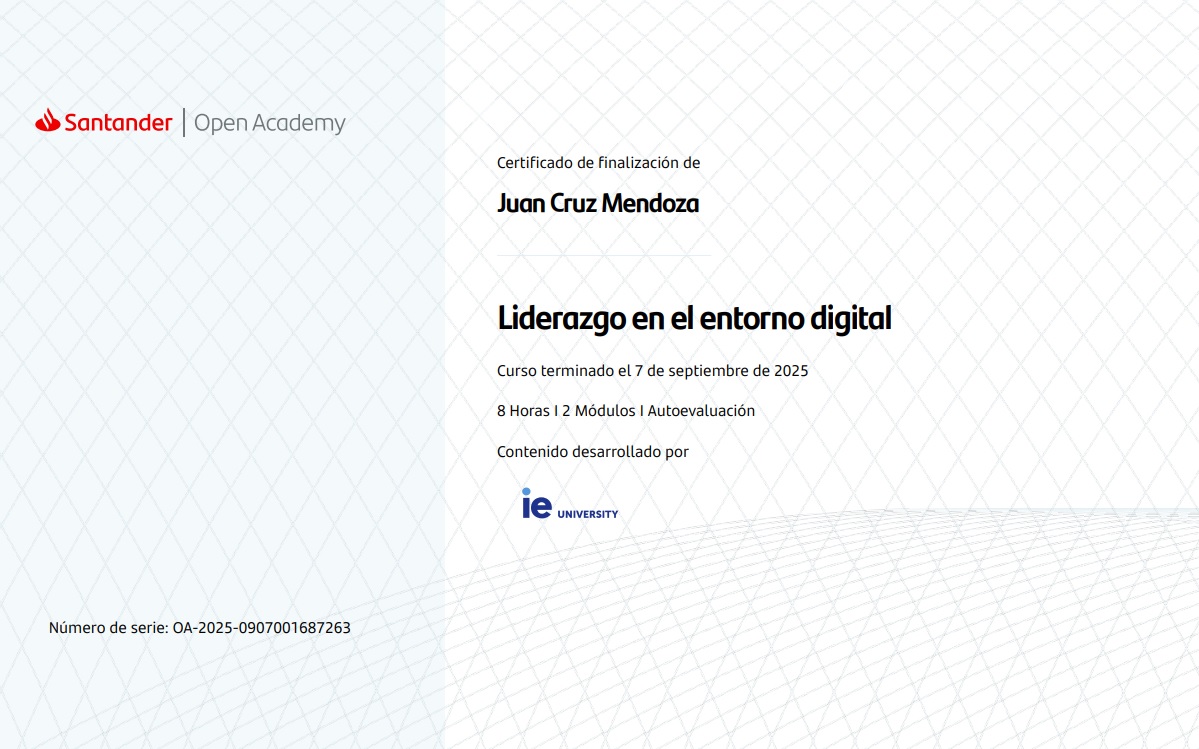 Santander | Open Academy
Certificado de finalización de
Juan Cruz Mendoza
Liderazgo en el entorno digital
Curso terminado el 7 de septiembre de 2025
8 Horas I 2 Módulos I Autoevaluación
Contenido desarrollado por
ie UNIVERSITY
Número de serie: OA-2025-0907001687263